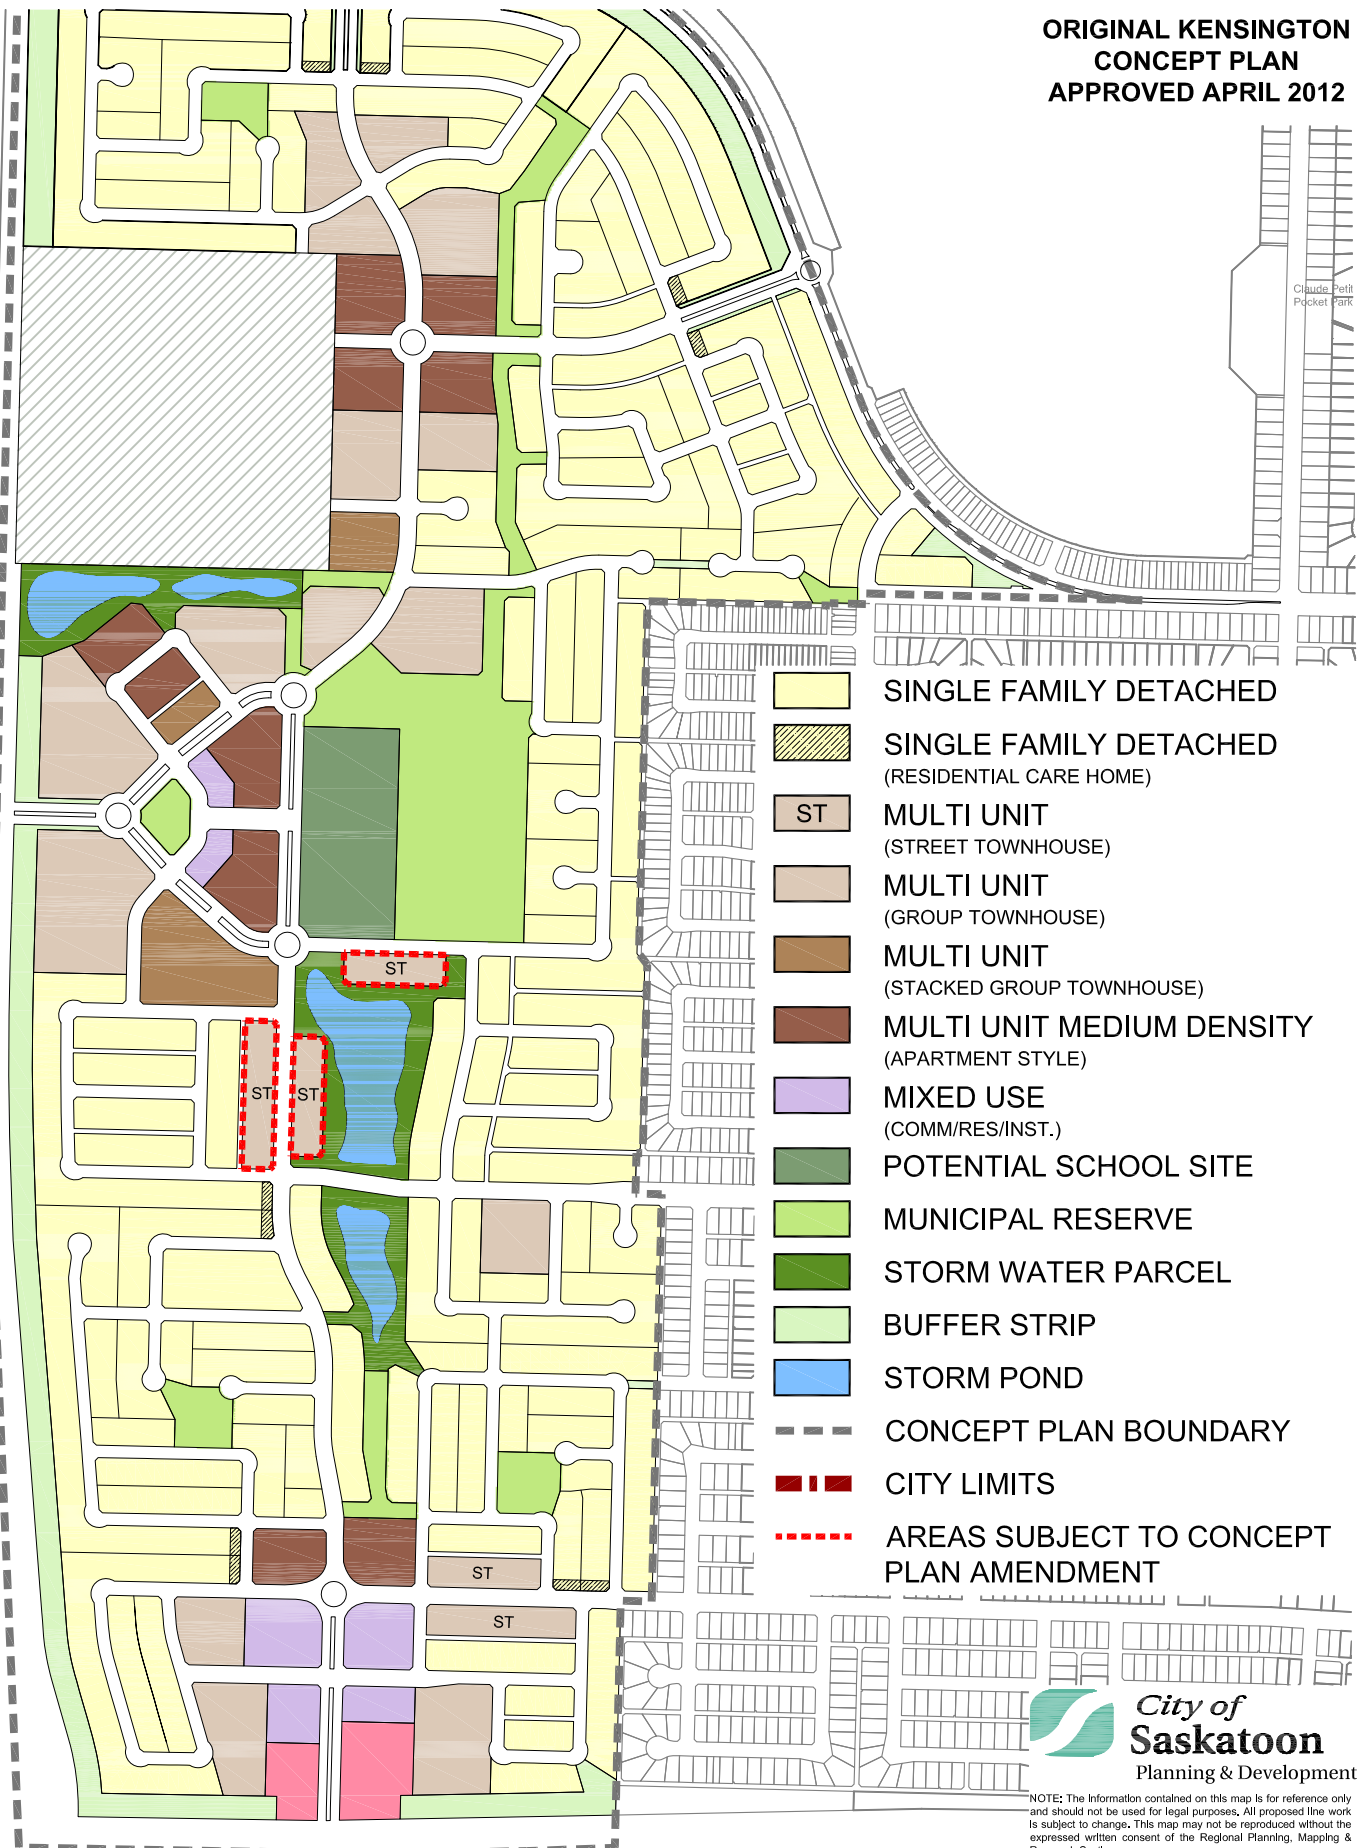 ORIGINAL KENSINGTON
CONCEPT PLAN
APPROVED APRIL 2012
Claude Petit
Pocket Park
SINGLE FAMILY DETACHED
SINGLE FAMILY DETACHED
(RESIDENTIAL CARE HOME)
ST
MULTI UNIT
(STREET TOWNHOUSE)
MULTI UNIT
(GROUP TOWNHOUSE)
MULTI UNIT
(STACKED GROUP TOWNHOUSE)
MULTI UNIT MEDIUM DENSITY
(APARTMENT STYLE)
MIXED USE
(COMM/RES/INST.)
POTENTIAL SCHOOL SITE
MUNICIPAL RESERVE
STORM WATER PARCEL
BUFFER STRIP
STORM POND
CONCEPT PLAN BOUNDARY
CITY LIMITS
AREAS SUBJECT TO CONCEPT
PLAN AMENDMENT
ST
ST
ST
ST
ST
City of
Saskatoon
Planning & Development
NOTE: The information contained on this map is for reference only
and should not be used for legal purposes. All proposed line work
is subject to change. This map may not be reproduced without the
expressed written consent of the Regional Planning, Mapping &